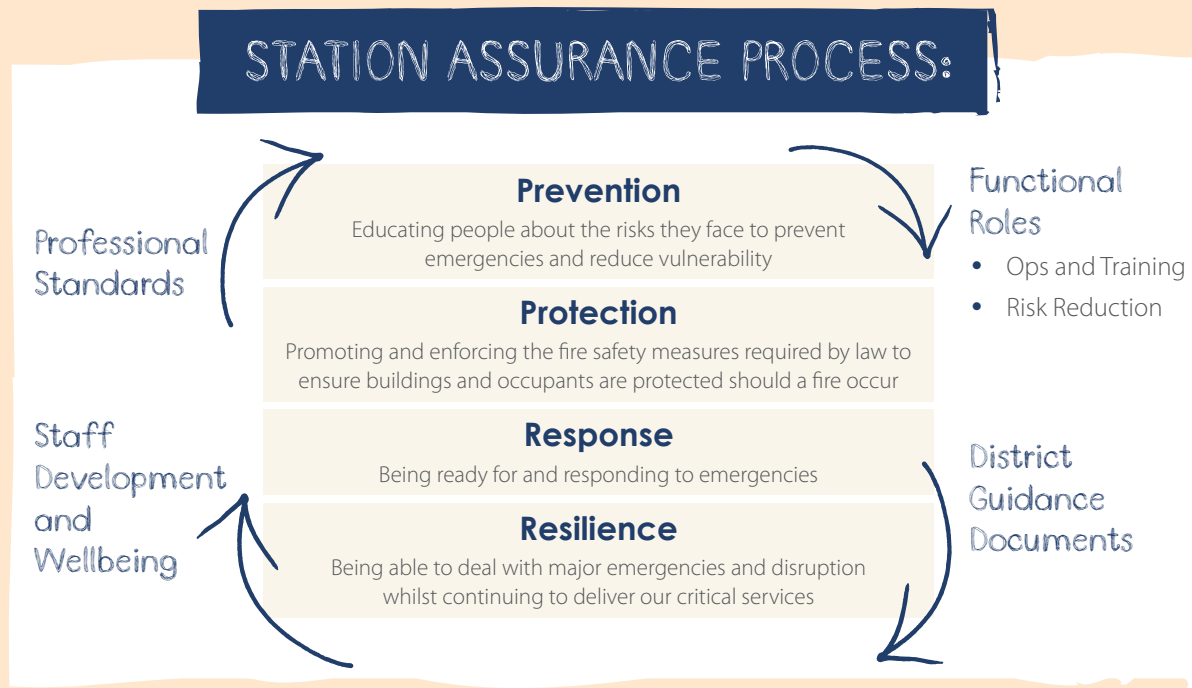 STATION ASSURANCE PROCESS:
Professional
Standards
Prevention
Educating people about the risks they face to prevent
emergencies and reduce vulnerability
Functional
Roles
• Ops and Training
• Risk Reduction
Protection
Promoting and enforcing the fire safety measures required by law to
ensure buildings and occupants are protected should a fire occur
Staff
Development
and
Wellbeing
Response
Being ready for and responding to emergencies
Resilience
Being able to deal with major emergencies and disruption
whilst continuing to deliver our critical services
District
Guidance
Documents